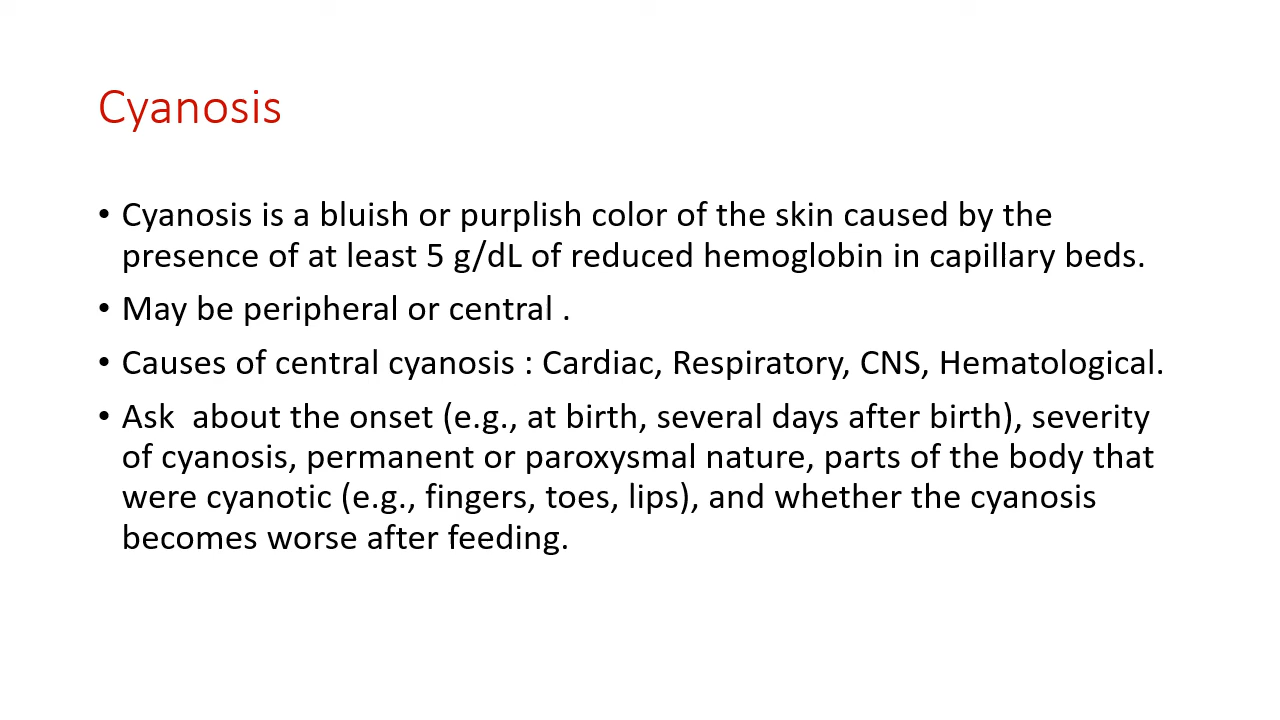 Cyanosis
• Cyanosis is a bluish or purplish color of the skin caused by the
presence of at least 5 g/dL of reduced hemoglobin in capillary beds.
• May be peripheral or central .
• Causes of central cyanosis : Cardiac, Respiratory, CNS, Hematological.
• Ask  about the onset (e.g., at birth, several days after birth), severity
of cyanosis, permanent or paroxysmal nature, parts of the body that
were cyanotic (e.g., fingers, toes, lips), and whether the cyanosis
becomes worse after feeding.